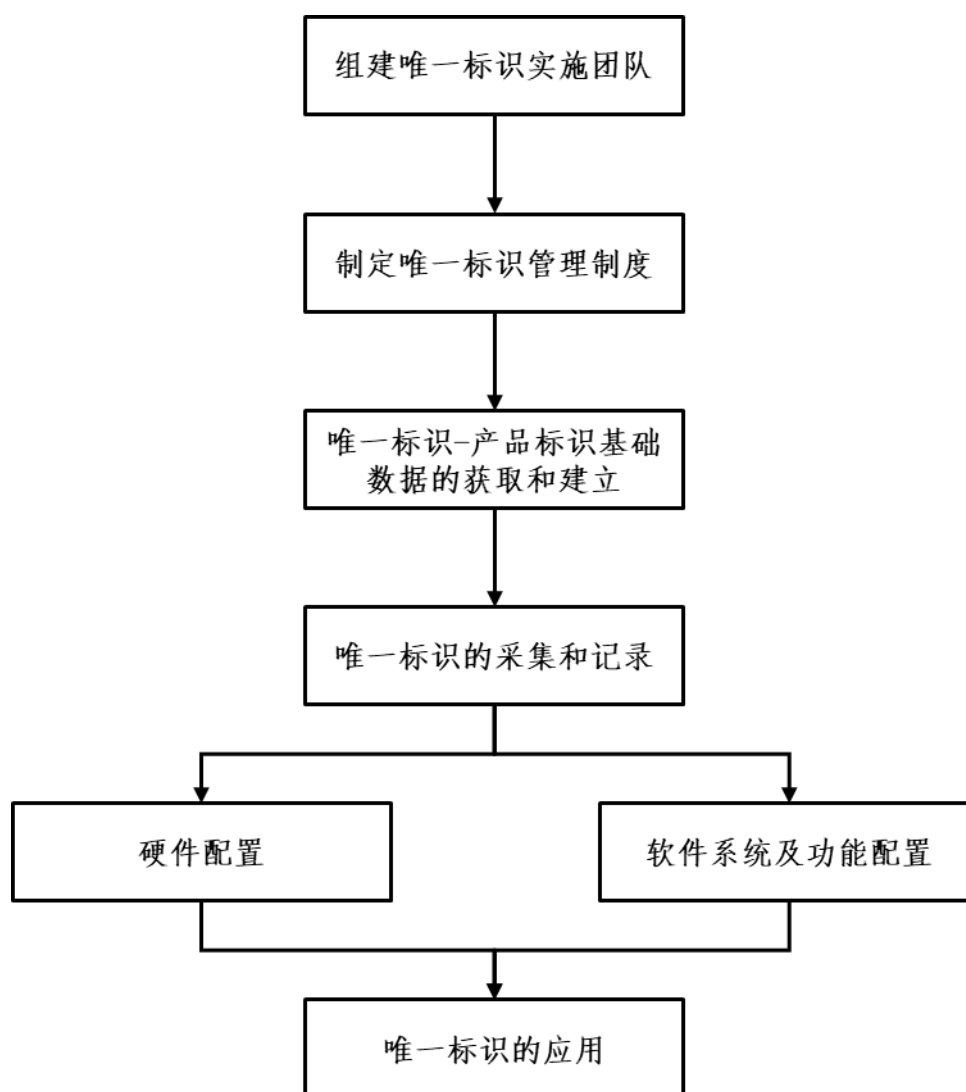 组建唯一标识实施团队
制定唯一标识管理制度
唯一标识-产品标识基础
数据的获取和建立
唯一标识的采集和记录
硬件配置
软件系统及功能配置
唯一标识的应用